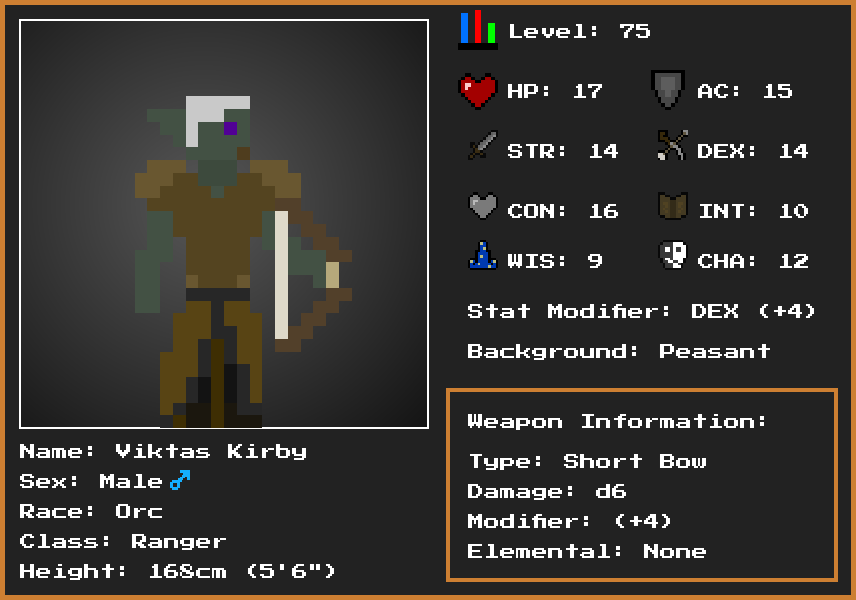 Level: 75
HP: 17
AC: 15
STR: 14
DEX: 14
CON: 16
INT: 10
WIS: 9
CHA: 12
Stat Modifier: DEX (+4)
Background: Peasant
Weapon Information:
Type: Short Bow
Damage: d6
Modifier: (+4)
Elemental: None
Name: Viktas Kirby
Sex: Male♂
Race: Orc
Class: Ranger
Height: 168cm (5'6")